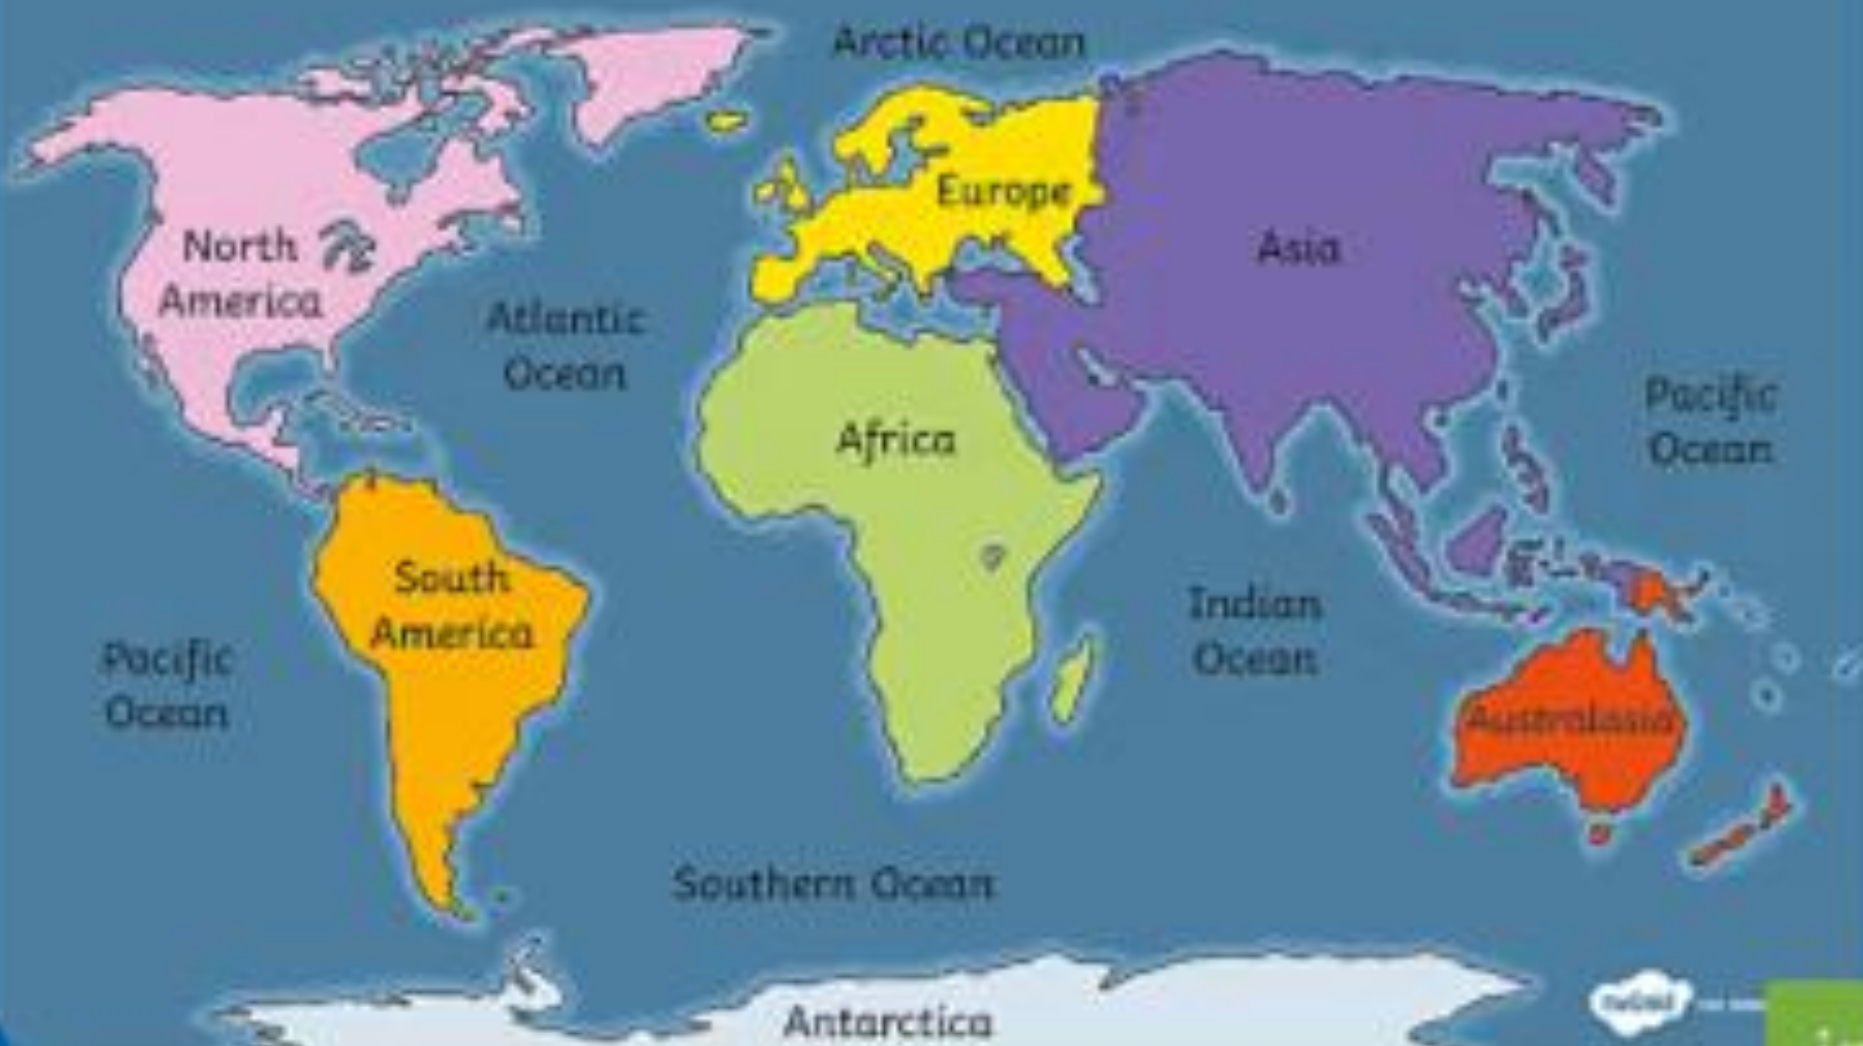 Arctic Ocean
Europe
North
America
Asia
Atlantic
Ocean
Pacific
Ocean
Africa
South
America
Indian
Ocean
Pacific
Ocean
Australasia
Southern Ocean
Antarctica
twinkl